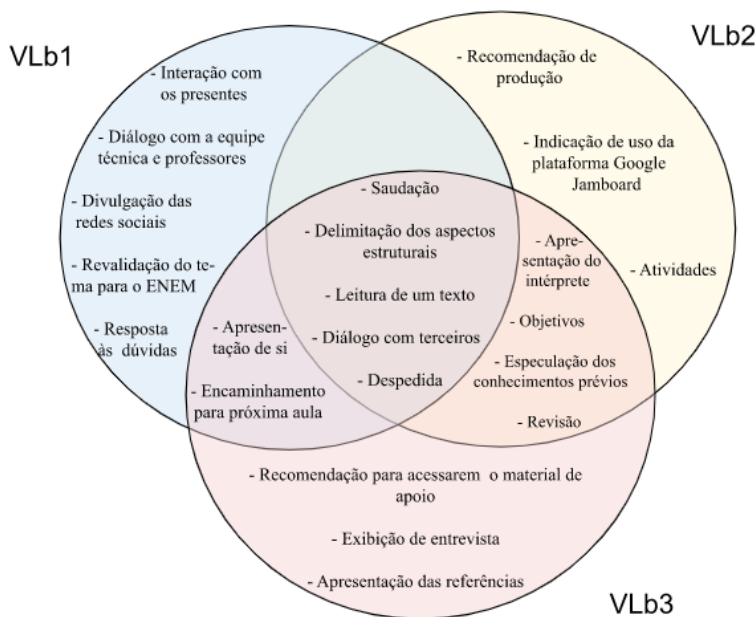 VLb1
VLb2
- Interação com
os presentes
- Diálogo com a equipe
técnica e professores
- Divulgação das
redes sociais
- Revalidação do te-
ma para o ENEM
- Resposta
às dúvidas
- Recomendação de
produção
- Indicação de uso da
plataforma Google
Jamboard
- Atividades
- Saudação
- Delimitação dos aspectos
estruturais
- Leitura de um texto
- Diálogo com terceiros
- Despedida
- Apresen-
tação de si
- Encaminhamento
para próxima aula
- Apre-
sentação do
intérprete
- Objetivos
- Especulação dos
conhecimentos prévios
- Revisão
- Recomendação para acessarem o material de
apoio
- Exibição de entrevista
- Apresentação das referências
VLb3